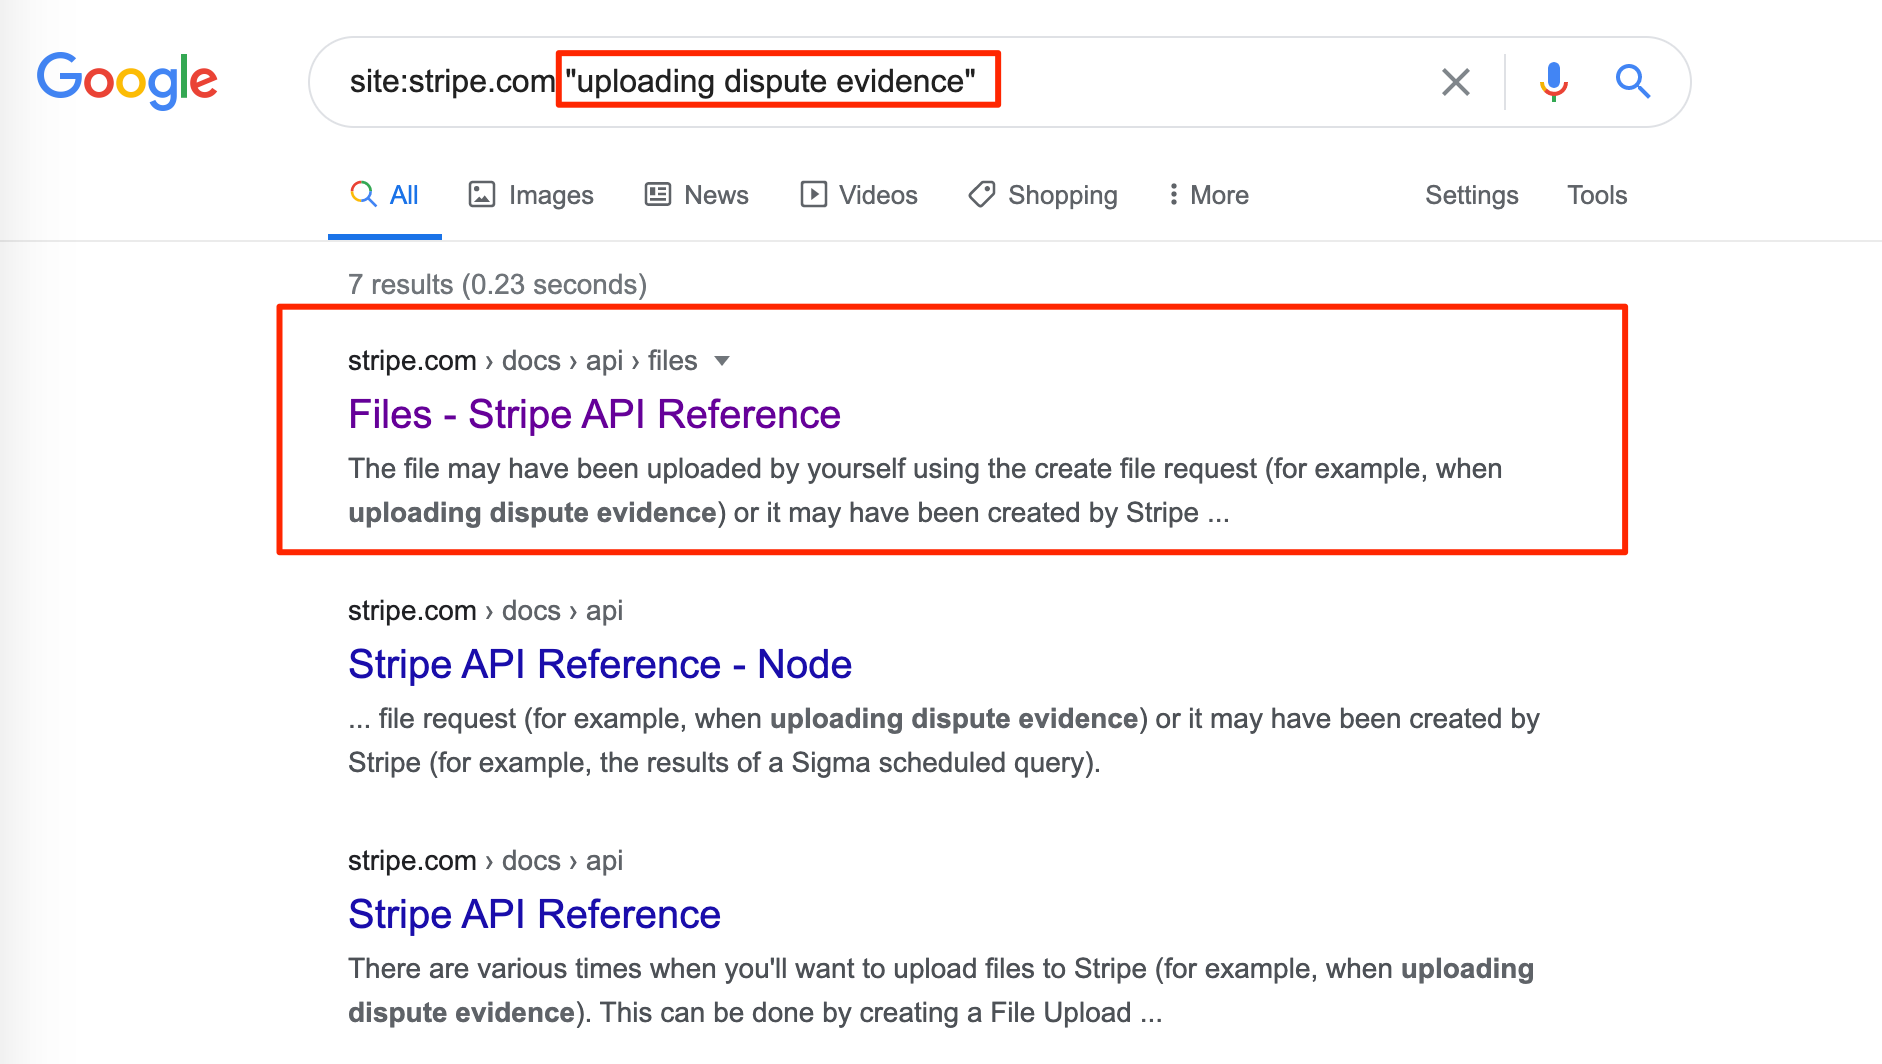 Google
site:stripe.com "uploading dispute evidence"
All Images News Videos Shopping More Settings Tools
7 results (0.23 seconds)
stripe.com › docs › api › files
Files - Stripe API Reference
The file may have been uploaded by yourself using the create file request (for example, when
uploading dispute evidence) or it may have been created by Stripe ...
stripe.com › docs › api
Stripe API Reference - Node
... file request (for example, when uploading dispute evidence) or it may have been created by
Stripe (for example, the results of a Sigma scheduled query).
stripe.com › docs › api
Stripe API Reference
There are various times when you'll want to upload files to Stripe (for example, when uploading
dispute evidence). This can be done by creating a File Upload ...